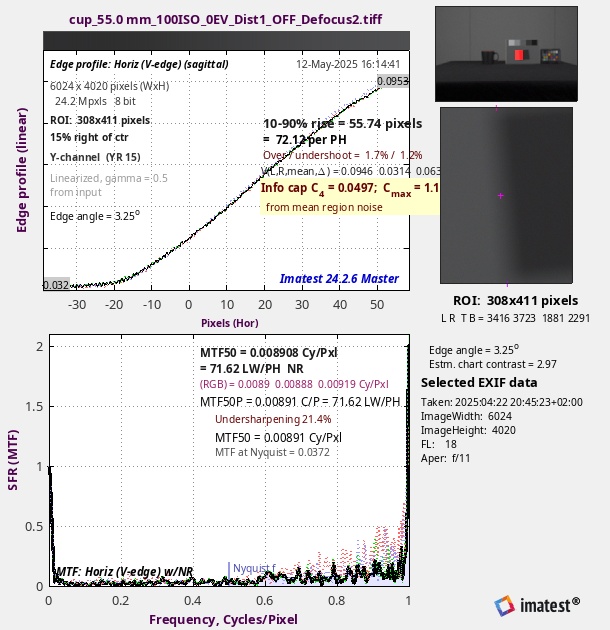 cup_55.0 mm_100ISO_0EV_Dist1_OFF_Defocus2.tiff
Edge profile: Horiz (V-edge) (sagittal)
12-May-2025 16:14:41
0.0953
6024 x 4020 pixels (WxH)
24.2 Mpxls 8 bit
ROI: 308x411 pixels
15% right of ctr
Y-channel (YR 15)
Linearized, gamma = 0.5
from input
Edge angle = 3.25º
10-90% rise = 55.74 pixels
= 72.12 per PH
Over / undershoot = 1.7% / 1.2%
V(L,R,mean,Δ) = 0.0946 0.0314 0.063
Info cap C4 = 0.0497; Cmax = 1.1
from mean region noise
0.032
Imatest 24.2.6 Master
Edge profile (linear)
-30 -20 -10 0 10 20 30 40 50
Pixels (Hor)
ROI: 308x411 pixels
L R T B = 3416 3723 1881 2291
Edge angle = 3.25º
Estm. chart contrast = 2.97
Selected EXIF data
Taken: 2025:04:22 20:45:23+02:00
ImageWidth: 6024
ImageHeight: 4020
FL: 18
Aper: f/11
MTF50 = 0.008908 Cy/Pxl
= 71.62 LW/PH NR
(RGB) = 0.0089 0.00888 0.00919 Cy/Pxl
MTF50P = 0.00891 C/P = 71.62 LW/PH
Undersharpening 21.4%
MTF50 = 0.00891 Cy/Pxl
MTF at Nyquist = 0.0372
2
1.5
1
0.5
0
SFR (MTF)
MTF: Horiz (V-edge) w/NR
Nyquist f
0 0.2 0.4 0.6 0.8 1
Frequency, Cycles/Pixel
imatest®